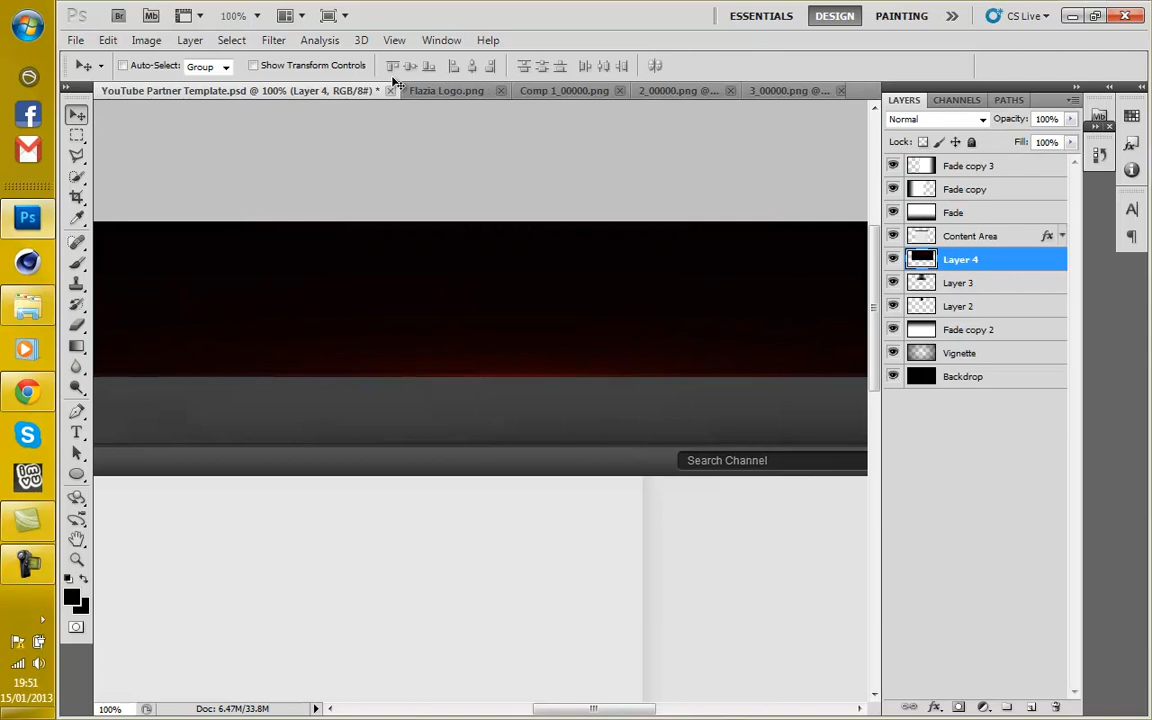 Ps Br Mb 100% ESSENTIALS DESIGN PAINTING CS Live
File Edit Image Layer Select Filter Analysis 3D View Window Help
Auto-Select: Group Show Transform Controls
YouTube Partner Template.psd @ 100% (Layer 4, RGB/8#) * Flazia Logo.png Comp 1_00000.png 2_00000.png @... 3_00000.png @...
LAYERS CHANNELS PATHS
Normal Opacity: 100%
Lock: Fill: 100%
Fade copy 3
Fade copy
Fade
Content Area fx
Layer 4
Layer 3
Layer 2
Fade copy 2
Vignette
Backdrop
Search Channel
19:51
15/01/2013
100% Doc: 6.47M/33.8M